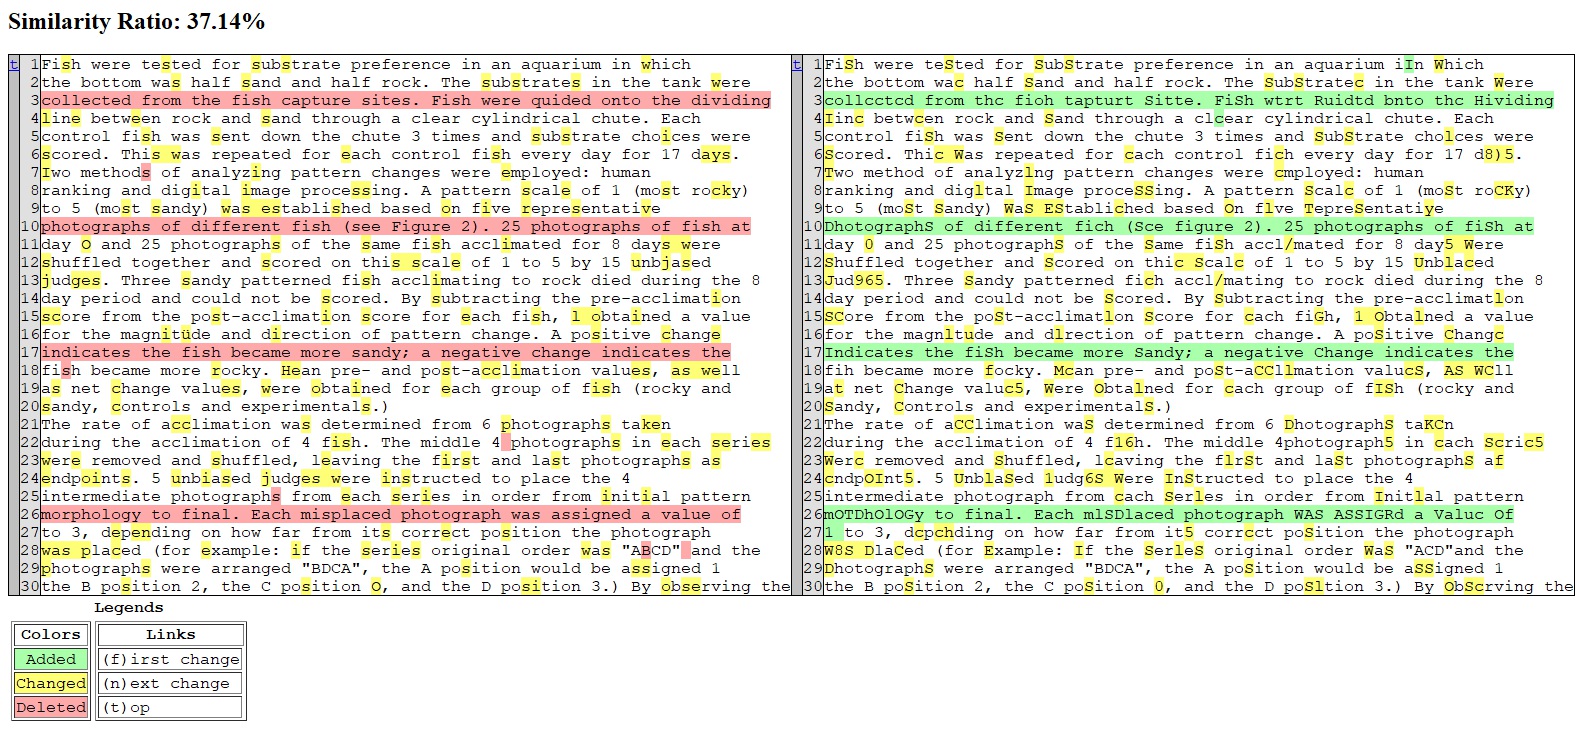 Similarity Ratio: 37.14%
t 1 Fish were tested for substrate preference in an aquarium in which
2 the bottom was half sand and half rock. The substrates in the tank were
3 collected from the fish capture sites. Fish were quided onto the dividing
4 line between rock and sand through a clear cylindrical chute. Each
5 control fish was sent down the chute 3 times and substrate choices were
6 scored. This was repeated for each control fish every day for 17 days.
7 Iwo methods of analyzing pattern changes were employed: human
8 ranking and digital image processing. A pattern scale of 1 (most rocky)
9 to 5 (most sandy) was established based on five representative
10 photographs of different fish (see Figure 2). 25 photographs of fish at
11 day O and 25 photographs of the same fish acclimated for 8 days were
12 shuffled together and scored on this scale of 1 to 5 by 15 unbjased
13 judges. Three sandy patterned fish acclimating to rock died during the 8
14 day period and could not be scored. By subtracting the pre-acclimation
15 score from the post-acclimation score for each fish, l obtained a value
16 for the magnitüde and direction of pattern change. A positive change
17 indicates the fish became more sandy; a negative change indicates the
18 fish became more rocky. Hean pre- and post-acclimation values, as well
19 as net change values, were obtained for each group of fish (rocky and
20 sandy, controls and experimentals.)
21 The rate of acclimation was determined from 6 photographs taken
22 during the acclimation of 4 fish. The middle 4 photographs in each series
23 were removed and shuffled, leaving the first and last photographs as
24 endpoints. 5 unbiased judges were instructed to place the 4
25 intermediate photographs from each series in order from initial pattern
26 morphology to final. Each misplaced photograph was assigned a value of
27 to 3, depending on how far from its correct position the photograph
28 was placed (for example: if the series original order was "ABCD" and the
29 photographs were arranged "BDCA", the A position would be assigned 1
30 the B position 2, the C position O, and the D position 3.) By observing the
t 1 FiSh were teSted for SubStrate preference in an aquarium iIn Which
2 the bottom wac half Sand and half rock. The SubStratec in the tank Were
3 collcctcd from thc fioh tapturt Sitte. FiSh wtrt Ruidtd bnto thc Hividing
4 Iinc betwcen rock and Sand through a clcear cylindrical chute. Each
5 control fiSh was Sent down the chute 3 times and SubStrate cholces were
6 Scored. Thic Was repeated for cach control fich every day for 17 d8)5.
7 Two method of analyzlng pattern changes were cmployed: human
8 ranking and digltal Image proceSSing. A pattern Scalc of 1 (moSt roCKy)
9 to 5 (moSt Sandy) WaS EStabliched based On flve TepreSentatiye
10 DhotographS of different fich (Sce figure 2). 25 photographs of fiSh at
11 day 0 and 25 photographS of the Same fiSh accl/mated for 8 day5 Were
12 Shuffled together and Scored on thic Scalc of 1 to 5 by 15 Unblaced
13 Jud965. Three Sandy patterned fich accl/mating to rock died during the 8
14 day period and could not be Scored. By Subtracting the pre-acclimatlon
15 SCore from the poSt-acclimatlon Score for cach fiGh, 1 Obtalned a value
16 for the magnltude and dlrection of pattern change. A poSitive Changc
17 Indicates the fiSh became more Sandy; a negative Change indicates the
18 fih became more focky. Mcan pre- and poSt-aCCllmation valucS, AS WCll
19 at net Change valuc5, Were Obtalned for cach group of fISh (rocky and
20 Sandy, Controls and experimentalS.)
21 The rate of aCClimation waS determined from 6 DhotographS taKCn
22 during the acclimation of 4 f16h. The middle 4photograph5 in cach Scric5
23 Werc removed and Shuffled, lcaving the flrSt and laSt photographS af
24 cndpOInt5. 5 UnblaSed 1udg6S Were InStructed to place the 4
25 intermediate photograph from cach Serles in order from Initlal pattern
26 mOTDhOlOGy to final. Each mlSDlaced photograph WAS ASSIGRd a Valuc Of
27 1 to 3, dcpchding on how far from it5 corrcct poSition the photograph
28 W8S DlaCed (for Example: If the SerleS original order WaS "ACD"and the
29 DhotographS were arranged "BDCA", the A poSition would be aSSigned 1
30 the B poSition 2, the C poSition 0, and the D poSltion 3.) By ObScrving the
Legends
Colors Links
Added (f)irst change
Changed (n)ext change
Deleted (t)op